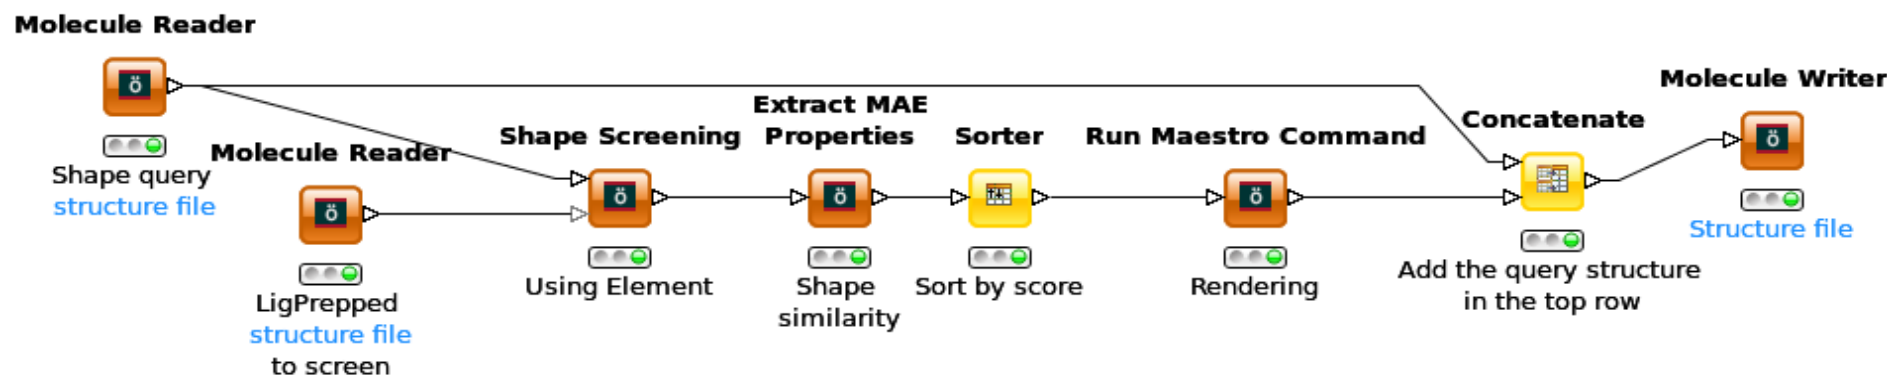 Molecule Reader
Shape query
structure file
Molecule Reader
LigPrepped
structure file
to screen
Shape Screening
Using Element
Extract MAE
Properties
Shape
similarity
Sorter
Sort by score
Run Maestro Command
Rendering
Concatenate
Add the query structure
in the top row
Molecule Writer
Structure file